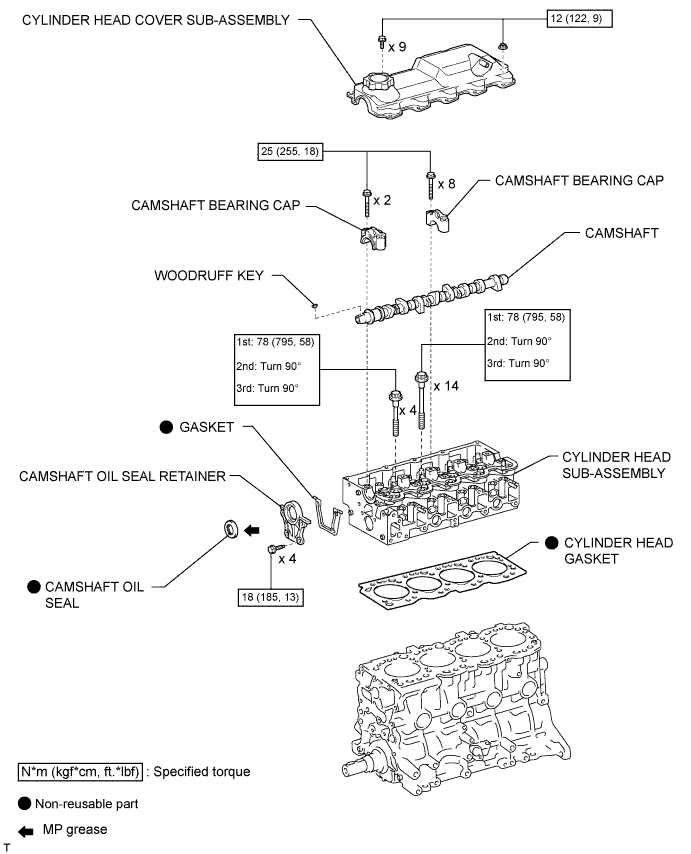 CYLINDER HEAD COVER SUB-ASSEMBLY
12 (122, 9)
x 9
25 (255, 18)
x 2
x 8
CAMSHAFT BEARING CAP
CAMSHAFT BEARING CAP
CAMSHAFT
WOODRUFF KEY
1st: 78 (795, 58)
2nd: Turn 90°
3rd: Turn 90°
1st: 78 (795, 58)
2nd: Turn 90°
3rd: Turn 90°
x 4
x 14
GASKET
CYLINDER HEAD
SUB-ASSEMBLY
CAMSHAFT OIL SEAL RETAINER
x 4
18 (185, 13)
CYLINDER HEAD
GASKET
CAMSHAFT OIL
SEAL
N*m (kgf*cm, ft.*lbf) : Specified torque
Non-reusable part
MP grease
T